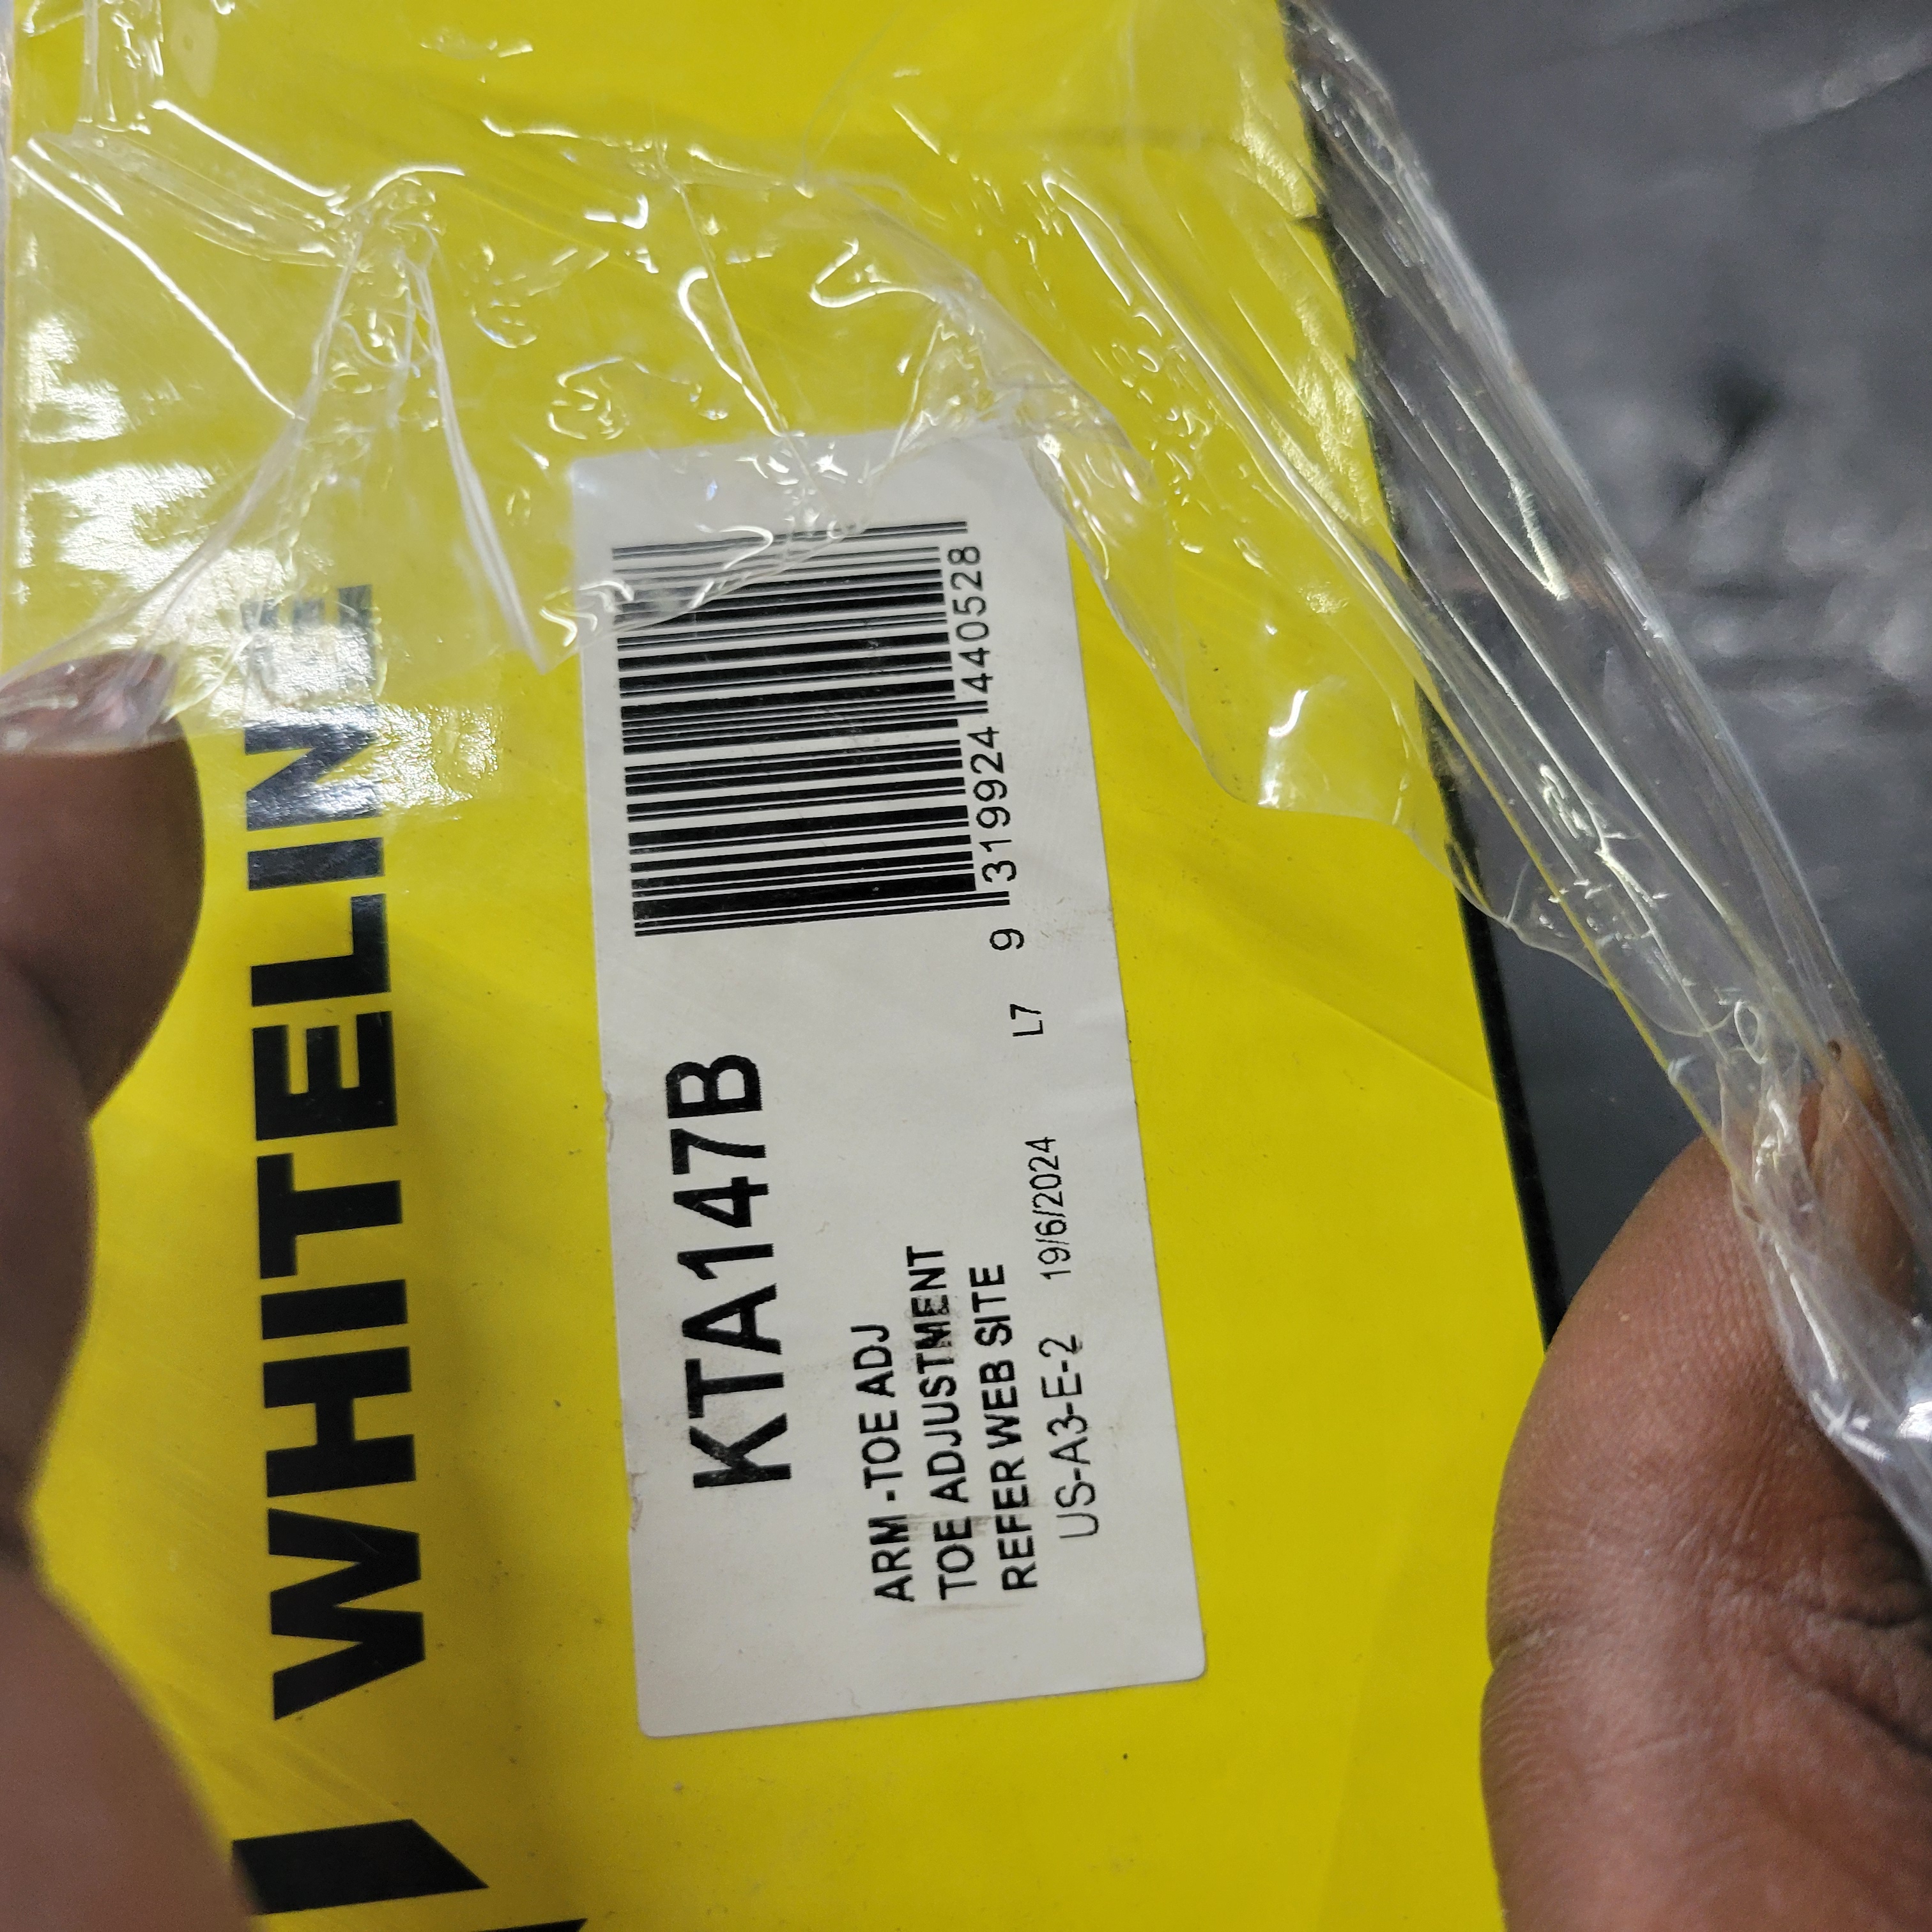 WHITELINE
KTA147B
ARM -TOE ADJ
TOE ADJUSTMENT
REFER WEB SITE
US-A3-E-2 19/6/2024
L7
9 319924 440528